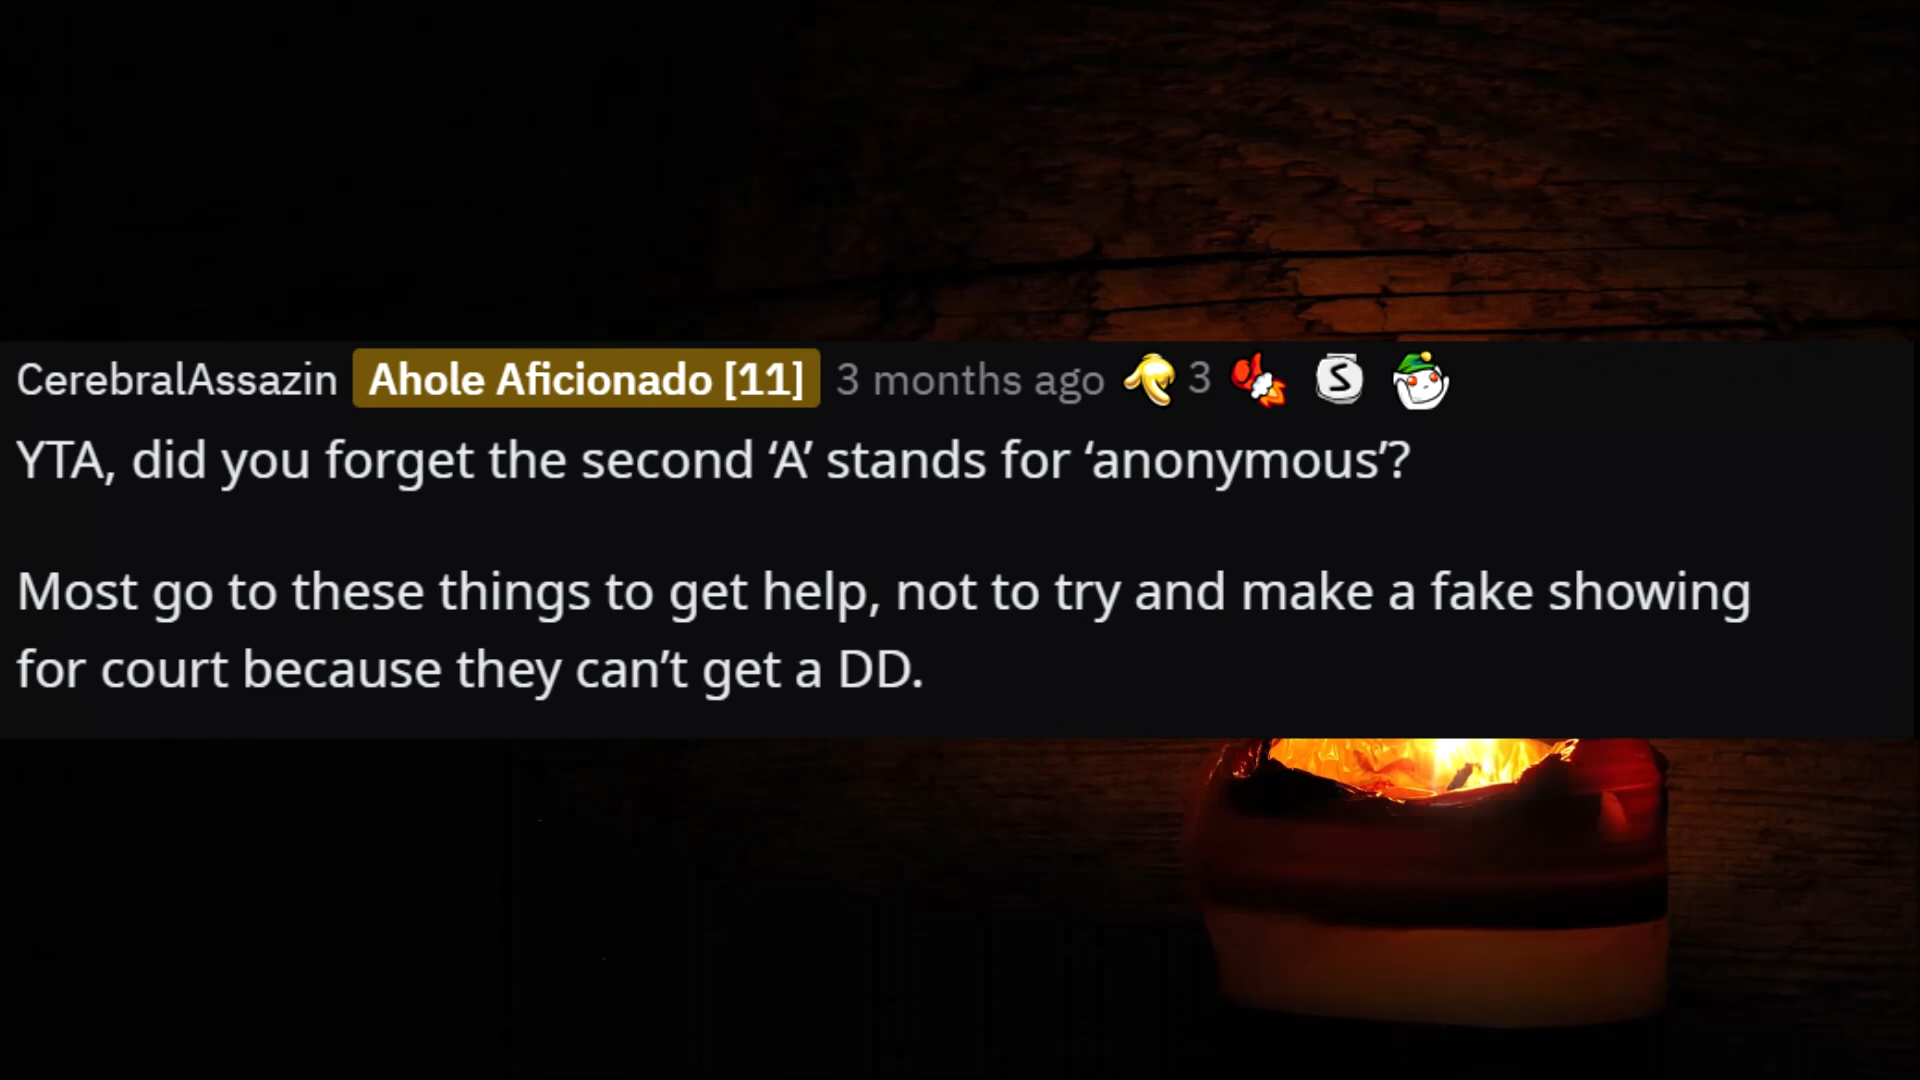 CerebralAssazin Ahole Aficionado [11] 3 months ago 3 S
YTA, did you forget the second ‘A’ stands for ‘anonymous’?
Most go to these things to get help, not to try and make a fake showing
for court because they can’t get a DD.